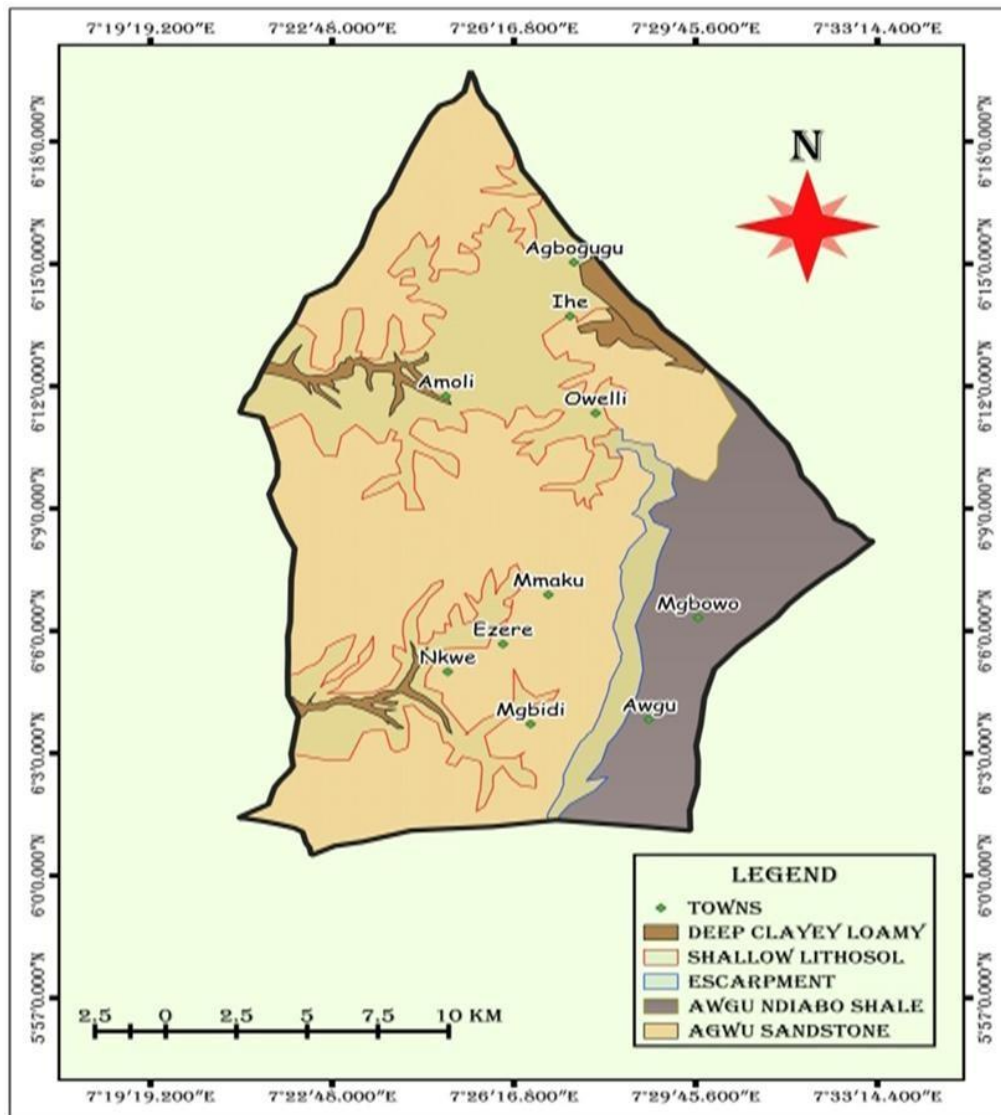 7°19'19.200"E 7°22'48.000"E 7°26'16.800"E 7°29'45.600"E 7°33'14.400"E
6°18'0.000"N 6°18'0.000"N
N
Agbogugu
6°15'0.000"N 6°15'0.000"N
Ihe
6°12'0.000"N 6°12'0.000"N
Amoli
Owelli
6°9'0.000"N 6°9'0.000"N
Mmaku
Mgbowo
6°6'0.000"N 6°6'0.000"N
Ezere
Nkwe
Mgbidi
Awgu
6°3'0.000"N 6°3'0.000"N
6°0'0.000"N 6°0'0.000"N
LEGEND
TOWNS
DEEP CLAYEY LOAMY
SHALLOW LITHOSOL
ESCARPMENT
AWGU NDIABO SHALE
AGWU SANDSTONE
5°57'0.000"N 5°57'0.000"N
2.5 0 2.5 5 7.5 10 KM
7°19'19.200"E 7°22'48.000"E 7°26'16.800"E 7°29'45.600"E 7°33'14.400"E